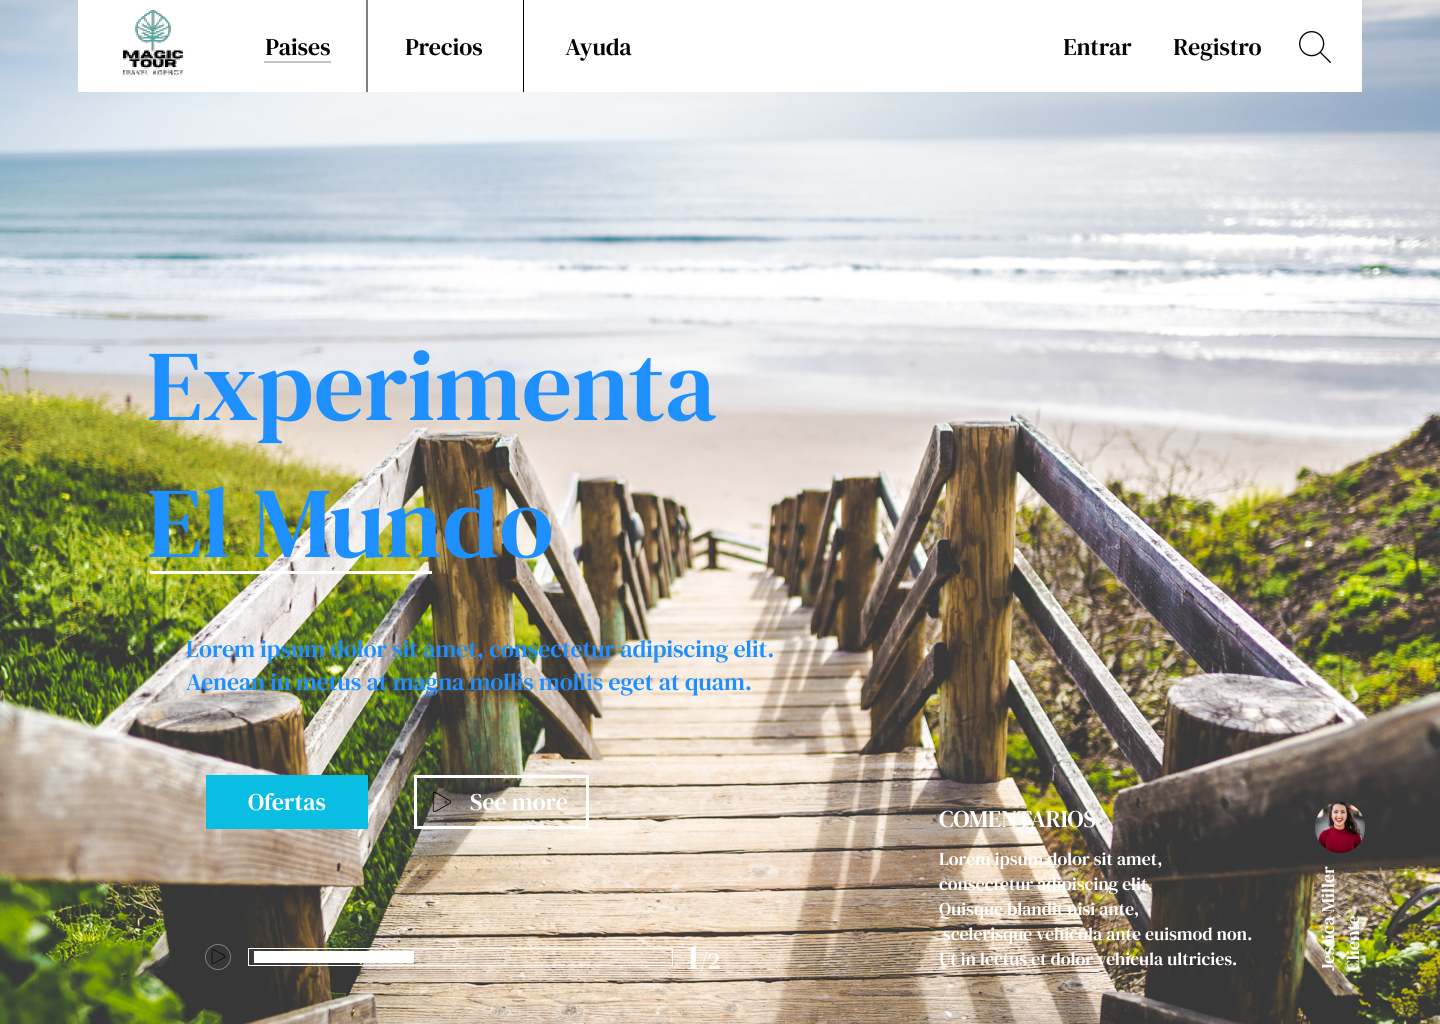 MAGIC
TOUR
TRAVEL AGENCY
Paises
Precios
Ayuda
Entrar
Registro
Experimenta
El Mundo
Lorem ipsum dolor sit amet, consectetur adipiscing elit.
Aenean in metus at magna mollis mollis eget at quam.
Ofertas
See more
COMENTARIOS
Lorem ipsum dolor sit amet,
consectetur adipiscing elit.
Quisque blandit nisi ante,
scelerisque vehicula ante euismod non.
Ut in lectus et dolor vehicula ultricies.
Jessica Miller
Cliente
1/2